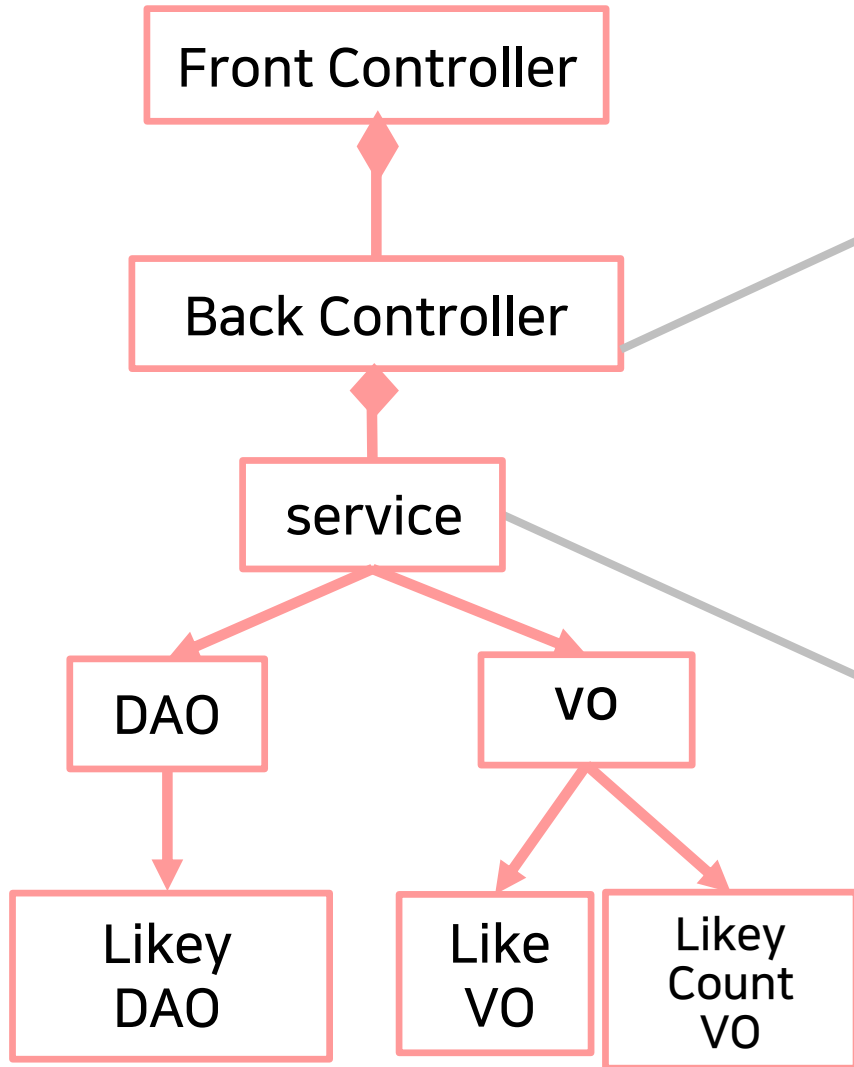 Front Controller
Back Controller
service
DAO
VO
Likey
DAO
Like
VO
Likey
Count
VO